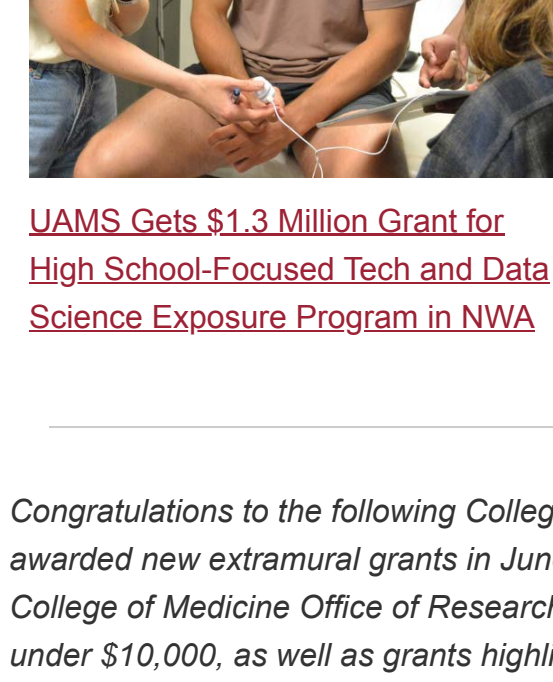 UAMS Gets $1.3 Million Grant for
High School-Focused Tech and Data
Science Exposure Program in NWA
Congratulations to the following Colleg
awarded new extramural grants in Jun
College of Medicine Office of Research
under $10,000, as well as grants highli